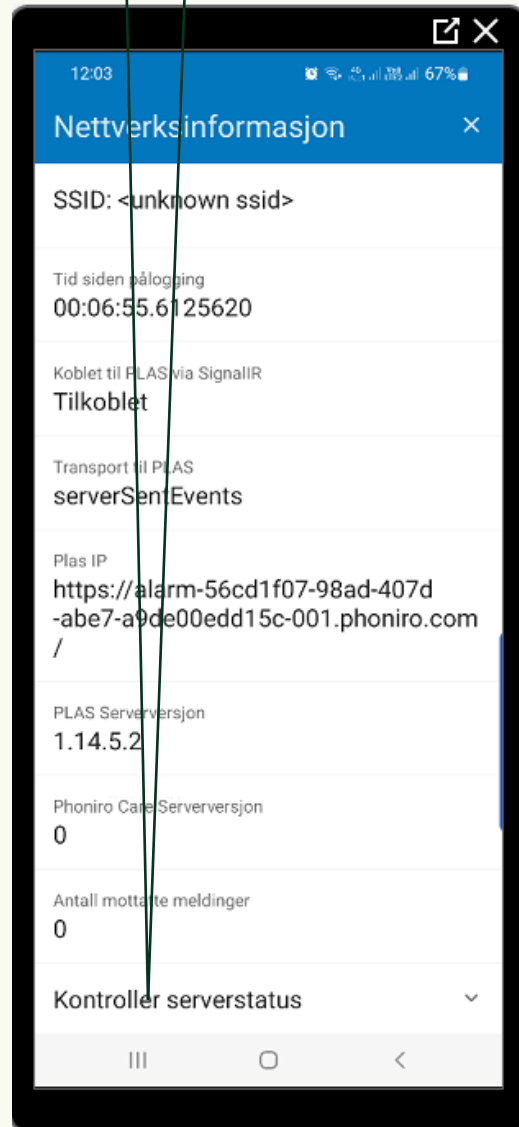 12:03
67%
Nettverksinformasjon
SSID: <unknown ssid>
Tid siden pålogging
00:06:55.6125620
Koblet til PLAS via SignalIR
Tilkoblet
Transport til PLAS
serverSentEvents
Plas IP
https://alarm-56cd1f07-98ad-407d
-abe7-a9de00edd15c-001.phoniro.com
/
PLAS Serverversjon
1.14.5.2
Phoniro Care Serverversjon
0
Antall mottatte meldinger
0
Kontroller serverstatus